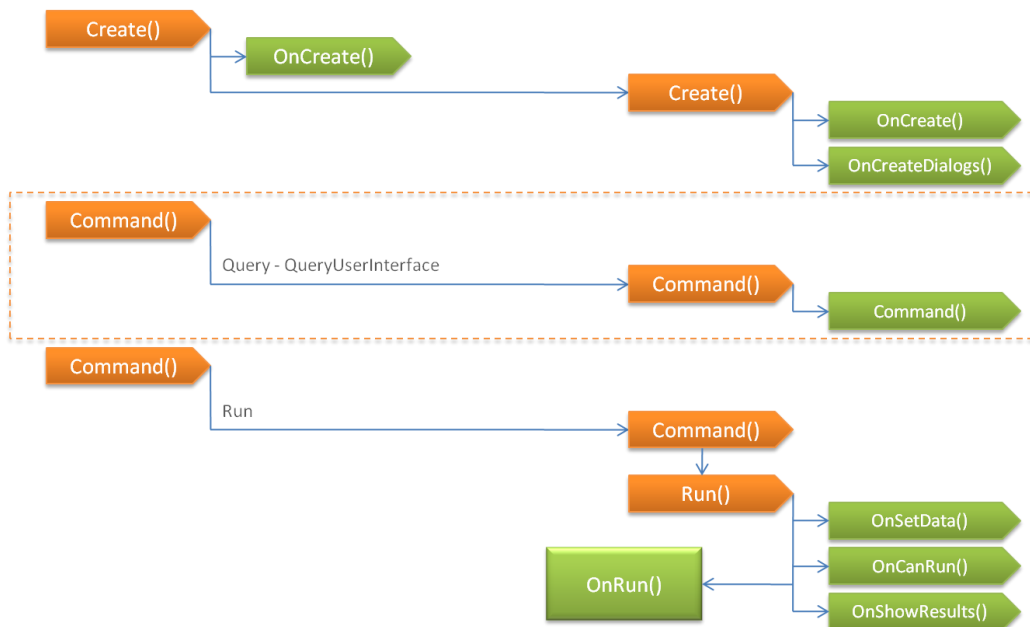 Create()
OnCreate()
Create()
OnCreate()
OnCreateDialogs()
Command()
Query - QueryUserInterface
Command()
Command()
Command()
Run
Command()
Run()
OnSetData()
OnCanRun()
OnRun()
OnShowResults()